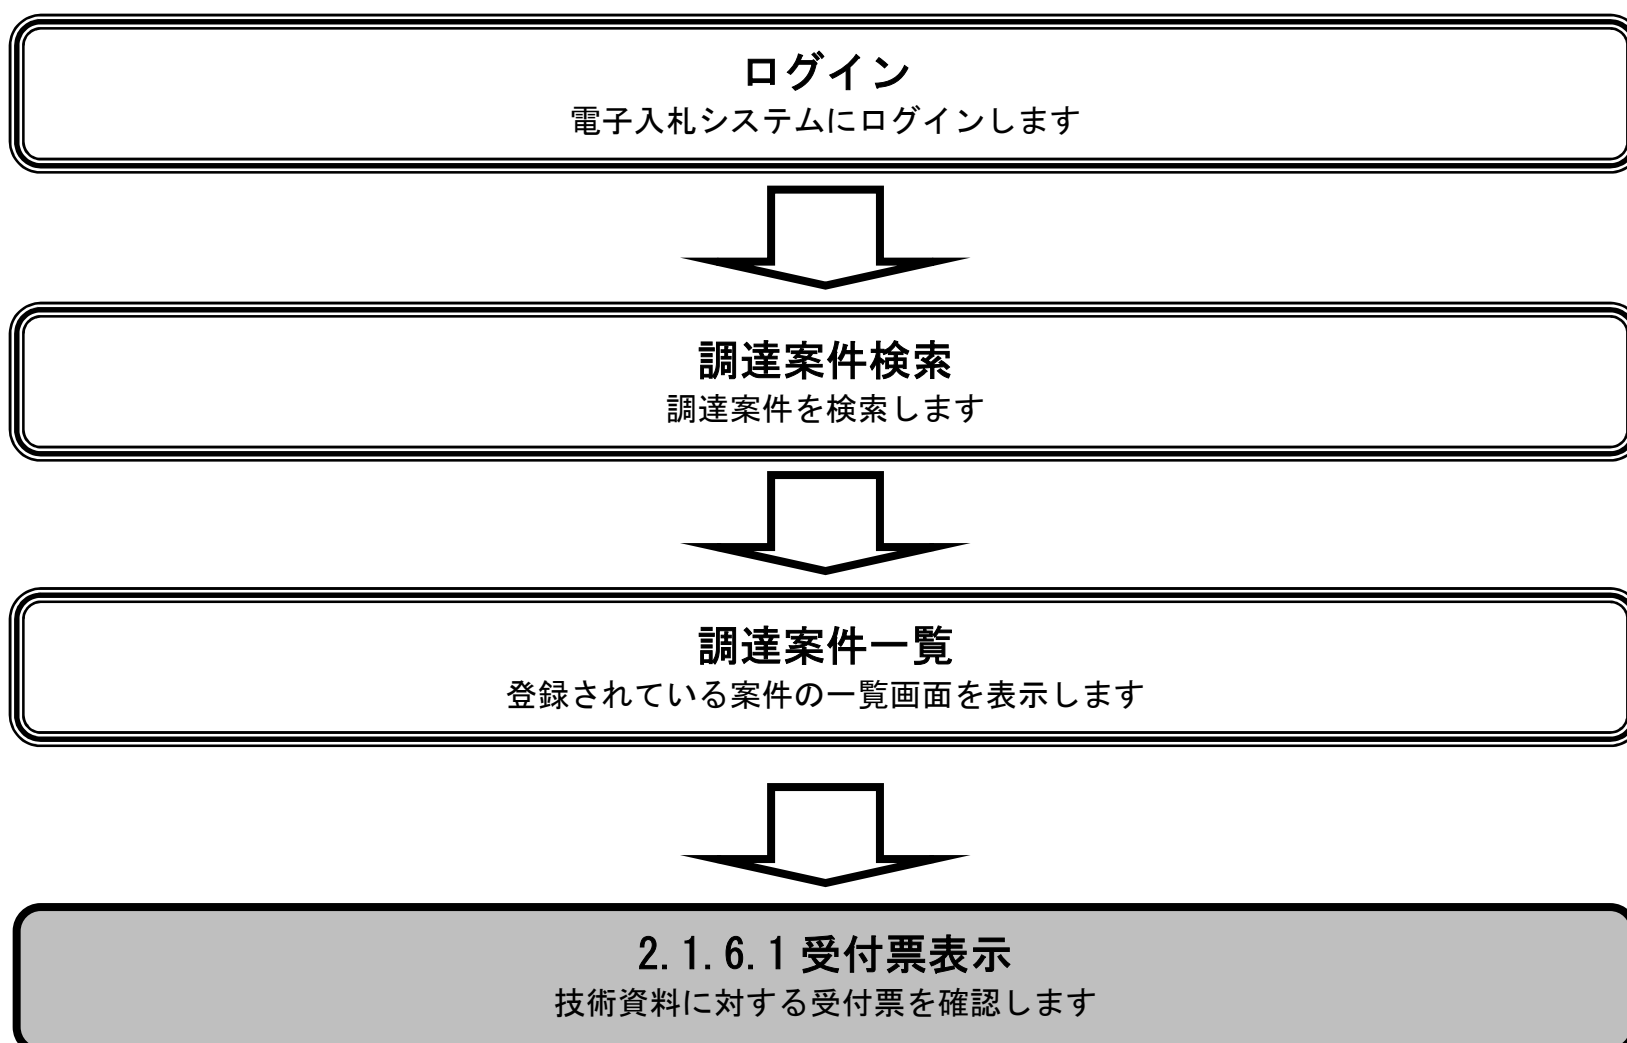 ログイン
電子入札システムにログインします
調達案件検索
調達案件を検索します
調達案件一覧
登録されている案件の一覧画面を表示します
2.1.6.1 受付票表示
技術資料に対する受付票を確認します